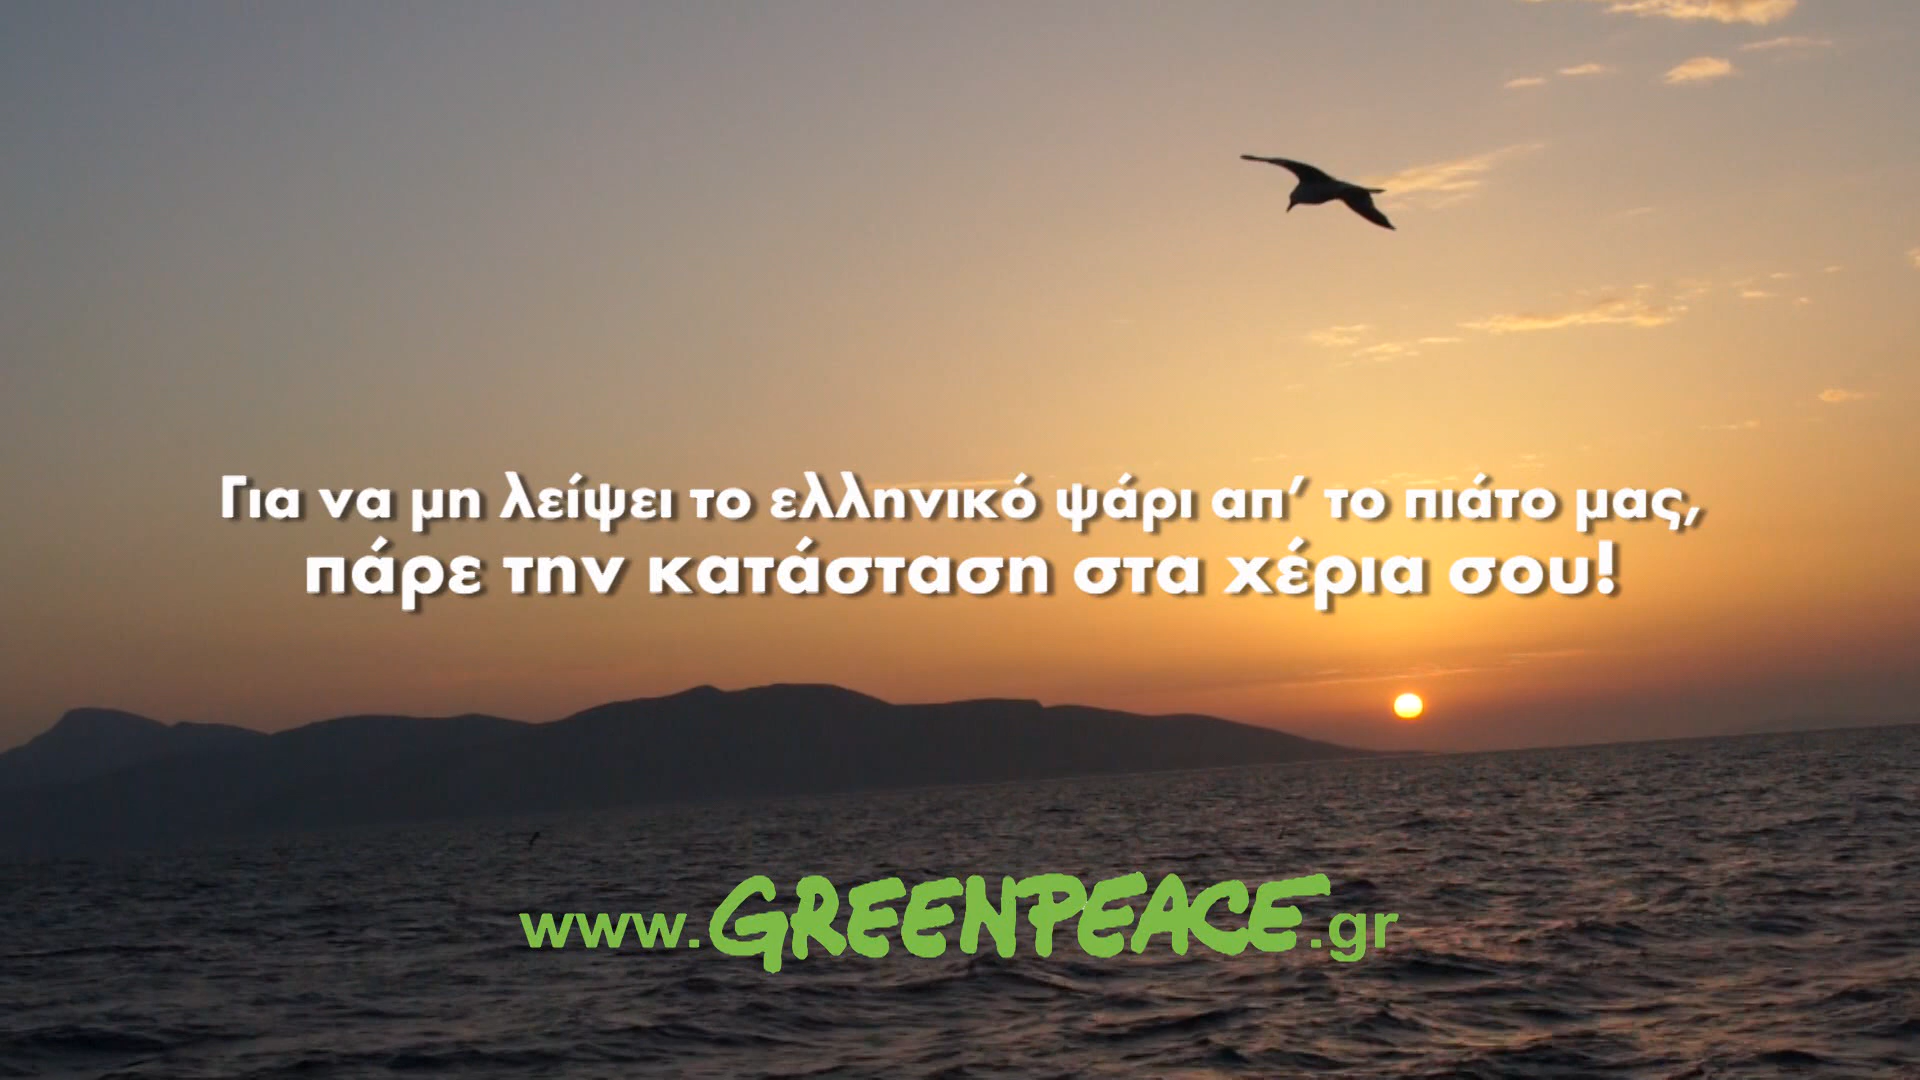 Για να μη λείψει το ελληνικό ψάρι απ’ το πιάτο μας,
πάρε την κατάσταση στα χέρια σου!
www.GREENPEACE.gr